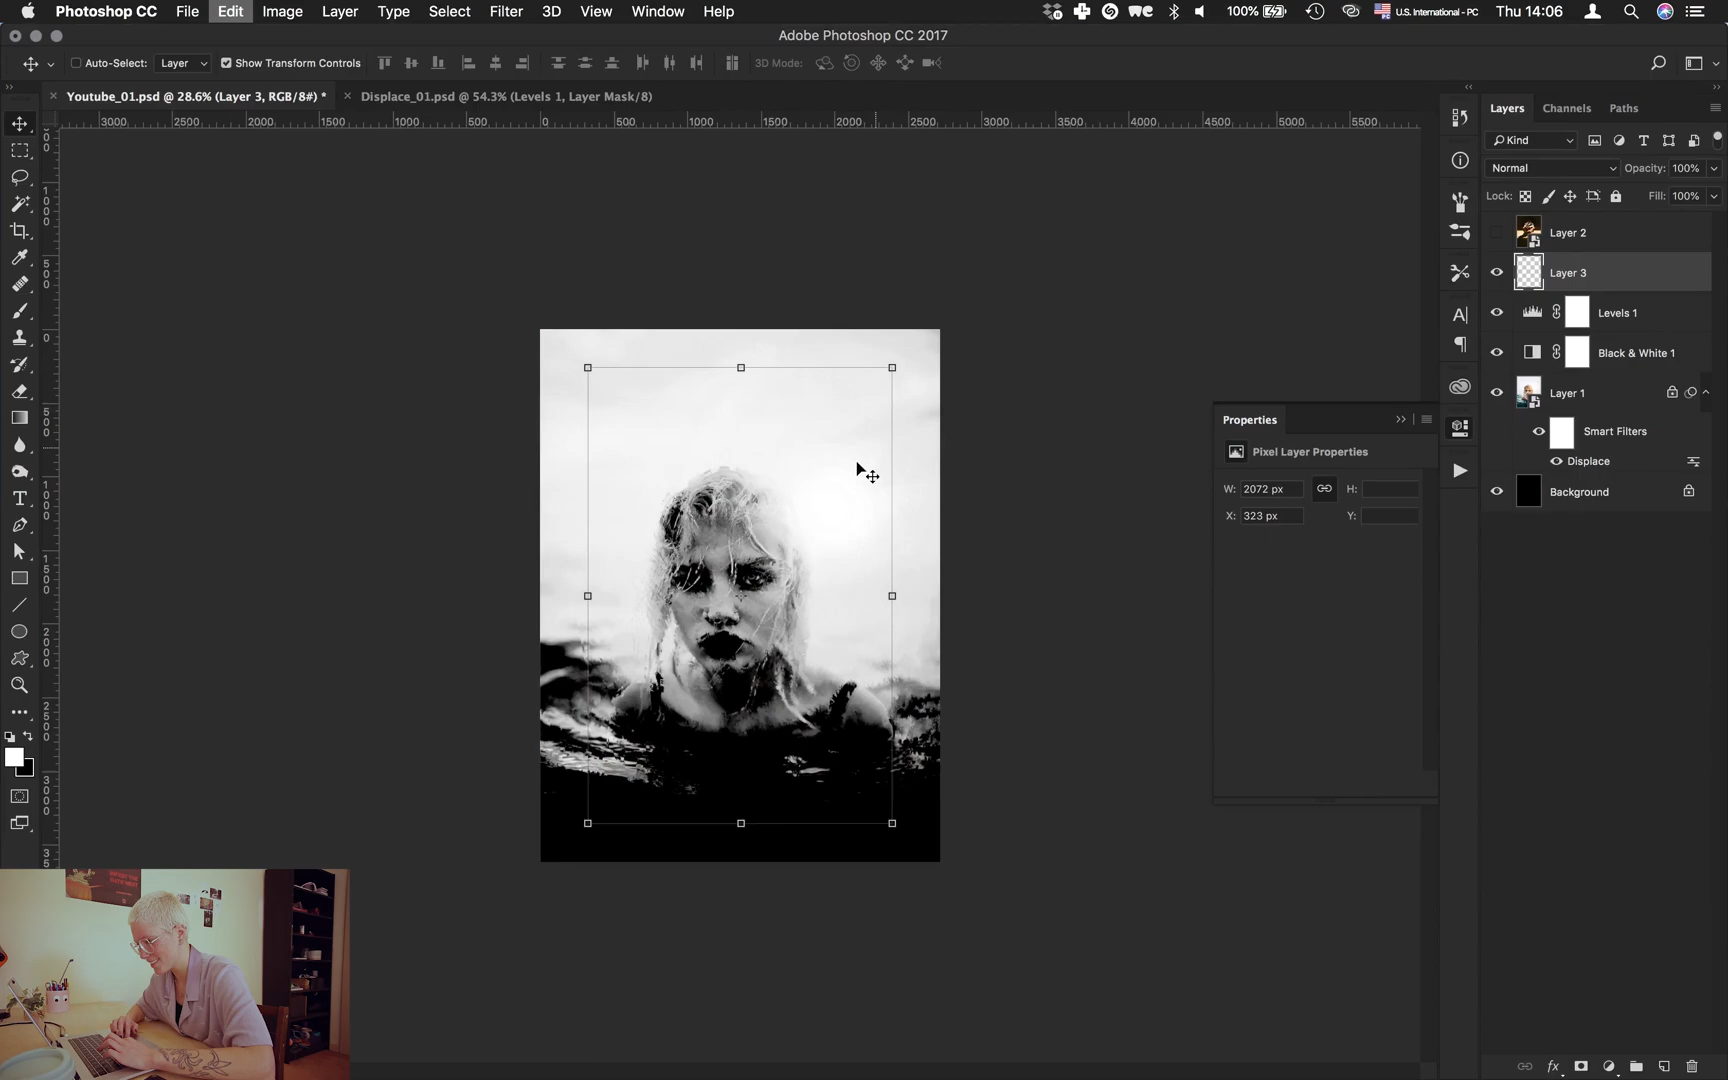 Photoshop CC File Edit Image Layer Type Select Filter 3D View Window Help 100% U.S. International - PC Thu 14:06
Adobe Photoshop CC 2017
Auto-Select: Layer Show Transform Controls 3D Mode:
Youtube_01.psd @ 28.6% (Layer 3, RGB/8#) * Displace_01.psd @ 54.3% (Levels 1, Layer Mask/8)
3000 2500 2000 1500 1000 500 0 500 1000 1500 2000 2500 3000 3500 4000 4500 5000 5500
Layers Channels Paths
Kind
Normal Opacity: 100%
Lock: Fill: 100%
Layer 2
Layer 3
Levels 1
Black & White 1
Layer 1
Smart Filters
Displace
Background
Properties
Pixel Layer Properties
W: 2072 px H:
X: 323 px Y: